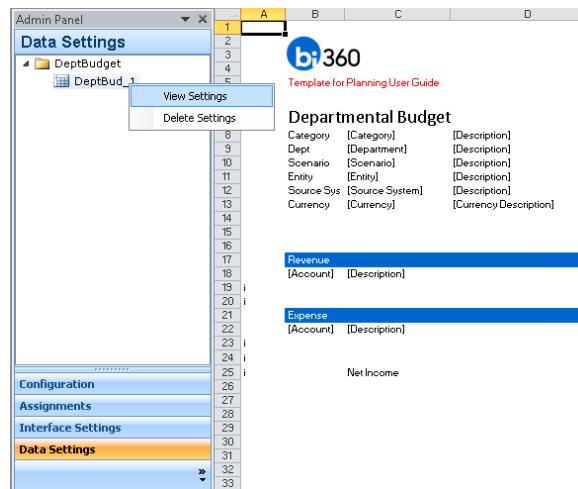 Admin Panel
Data Settings
DeptBudget
DeptBud_1
View Settings
Delete Settings
Configuration
Assignments
Interface Settings
Data Settings
»
A B C D
1
2
3
bi360
4
5 Template for Planning User Guide
Departmental Budget
8 Category [Category] [Description]
9 Dept [Department] [Description]
10 Scenario [Scenario] [Description]
11 Entity [Entity] [Description]
12 Source Sys [Source System] [Description]
13 Currency [Currency] [Currency Description]
14
15
16
17 Revenue
18 [Account] [Description]
19 i
20 i
21 Expense
22 [Account] [Description]
23 i
24 i
25 i Net Income
26
27
28
29
30
31
32
33